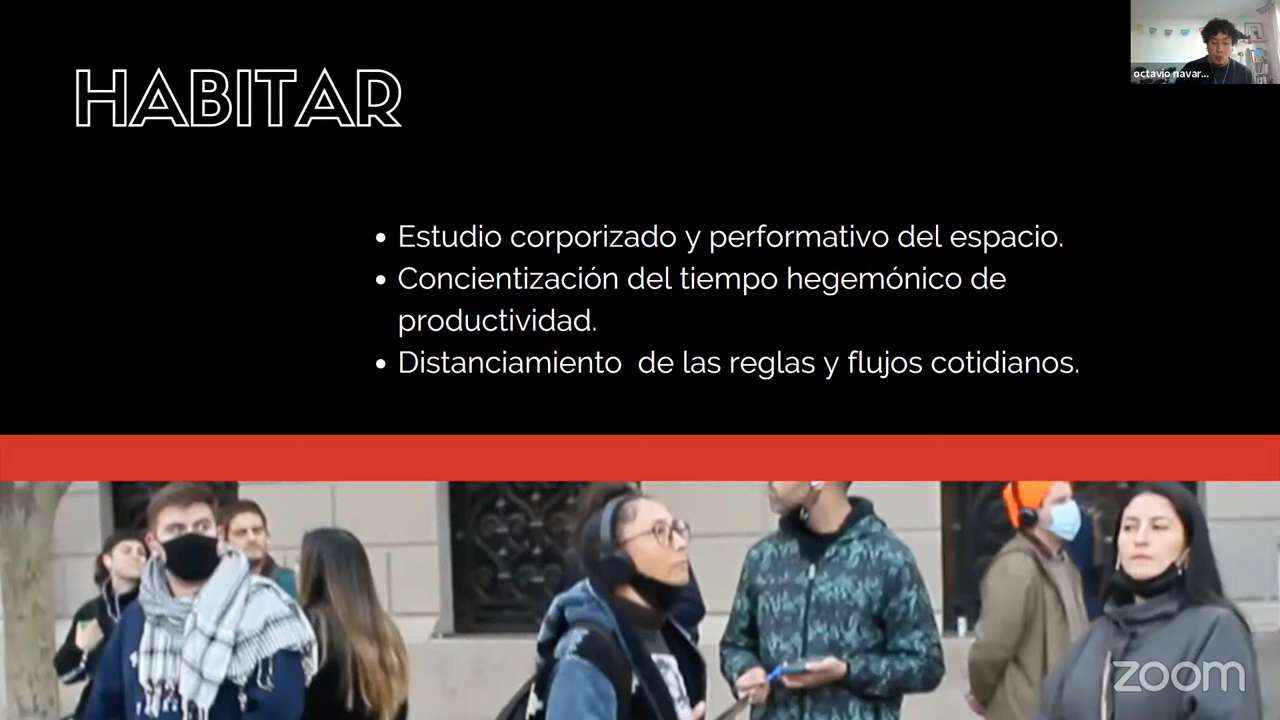 HABITAR
octavio navar...
• Estudio corporizado y performativo del espacio.
• Concientización del tiempo hegemónico de
productividad.
• Distanciamiento de las reglas y flujos cotidianos.
zoom